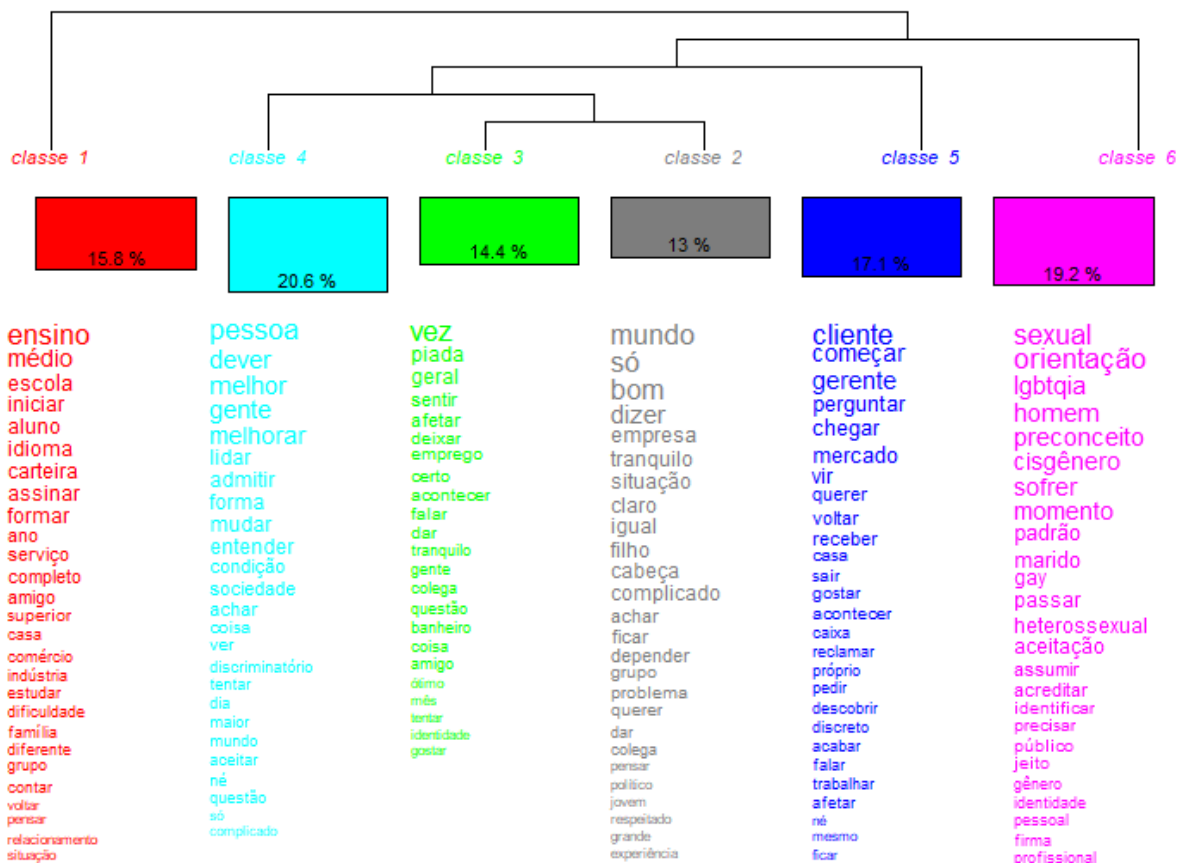 classe 1
classe 4
classe 3
classe 2
classe 5
classe 6
15.8 %
20.6 %
14.4 %
13 %
17.1 %
19.2 %
ensino
médio
escola
iniciar
aluno
idioma
carteira
assinar
formar
ano
serviço
completo
amigo
superior
casa
comércio
indústria
estudar
dificuldade
família
diferente
grupo
contar
voltar
pensar
relacionamento
situação
pessoa
dever
melhor
gente
melhorar
lidar
admitir
forma
mudar
entender
condição
sociedade
achar
coisa
ver
discriminatório
tentar
dia
maior
mundo
aceitar
né
questão
só
complicado
vez
piada
geral
sentir
afetar
deixar
emprego
certo
acontecer
falar
dar
tranquilo
gente
colega
questão
banheiro
coisa
amigo
ótimo
mês
tentar
identidade
gostar
mundo
só
bom
dizer
empresa
tranquilo
situação
claro
igual
filho
cabeça
complicado
achar
ficar
depender
grupo
problema
querer
dar
colega
pensar
político
jovem
respeitado
grande
experiência
cliente
começar
gerente
perguntar
chegar
mercado
vir
querer
voltar
receber
casa
sair
gostar
acontecer
caixa
reclamar
próprio
pedir
descobrir
discreto
acabar
falar
trabalhar
afetar
né
mesmo
ficar
sexual
orientação
lgbtqia
homem
preconceito
cisgênero
sofrer
momento
padrão
marido
gay
passar
heterossexual
aceitação
assumir
acreditar
identificar
precisar
público
jeito
gênero
identidade
pessoal
firma
profissional